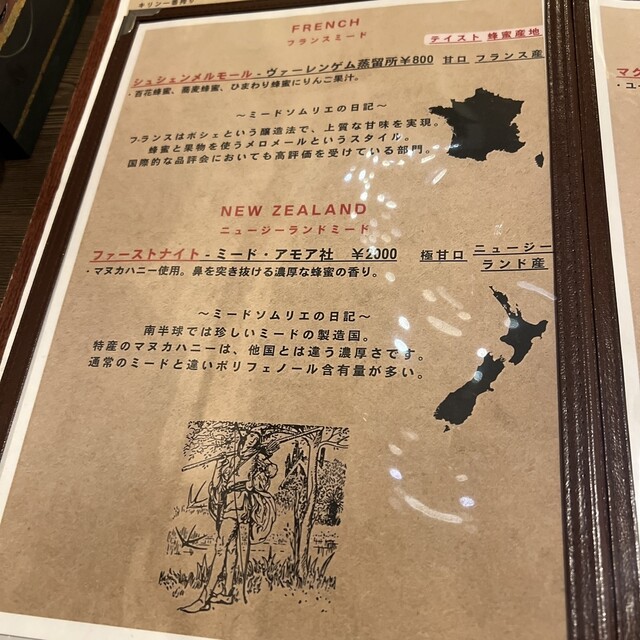 キリン一番搾り
FRENCH
フランスミード
テイスト 蜂蜜産地
シュシェンメルモール - ヴァーレンゲム蒸留所¥800 甘口 フランス産
・百花蜂蜜、蕎麦蜂蜜、ひまわり蜂蜜にりんご果汁。
～ミードソムリエの日記～
フランスはボシェという醸造法で、上質な甘味を実現。
蜂蜜と果物を使うメロメールというスタイル。
国際的な品評会においても高評価を受けている部門。
NEW ZEALAND
ニュージーランドミード
ファーストナイト - ミード・アモア社 ¥2000 極甘口 ニュージーランド産
・マヌカハニー使用。鼻を突き抜ける濃厚な蜂蜜の香り。
～ミードソムリエの日記～
南半球では珍しいミードの製造国。
特産のマヌカハニーは、他国とは違う濃厚さです。
通常のミードと違いポリフェノール含有量が多い。
マク
・ユー